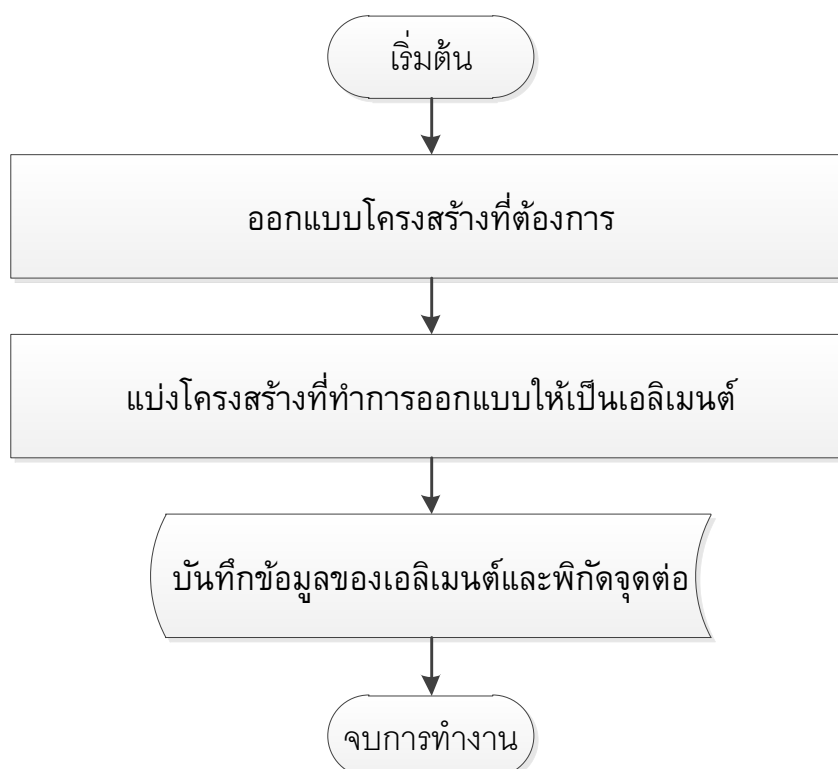 เริ่มต้น
ออกแบบโครงสร้างที่ต้องการ
แบ่งโครงสร้างที่ทำการออกแบบให้เป็นเอลิเมนต์
บันทึกข้อมูลของเอลิเมนต์และพิกัดจุดต่อ
จบการทำงาน